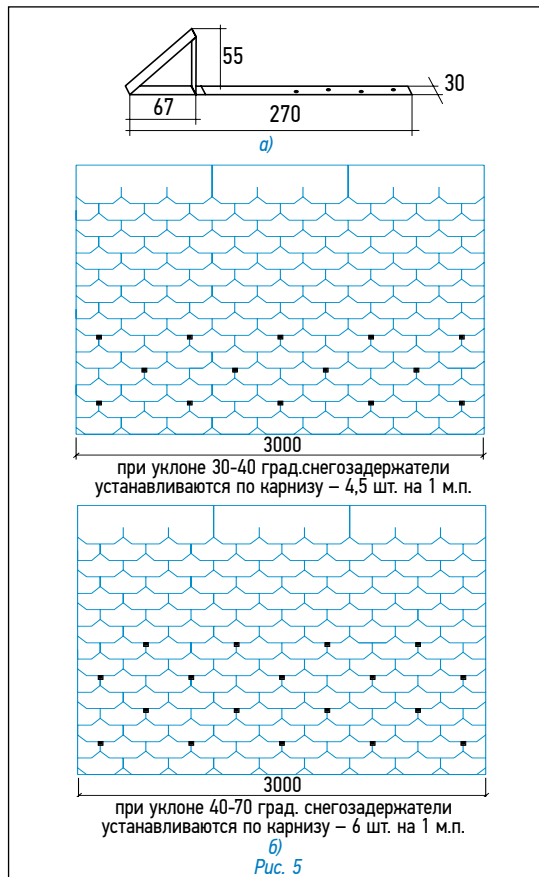 55
30
67
270
а)
3000
при уклоне 30-40 град.снегозадержатели
устанавливаются по карнизу – 4,5 шт. на 1 м.п.
3000
при уклоне 40-70 град. снегозадержатели
устанавливаются по карнизу – 6 шт. на 1 м.п.
б)
Рис. 5